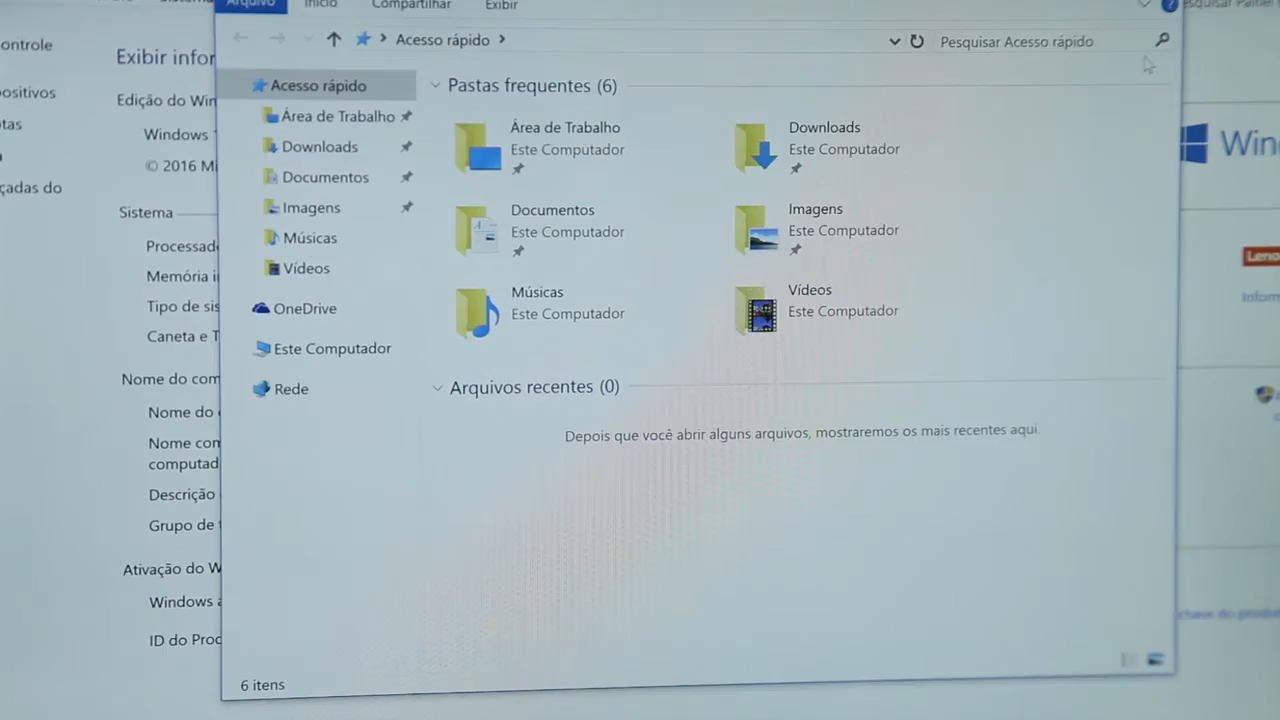 Arquivo Início Compartilhar Exibir
Acesso rápido
Pesquisar Acesso rápido
Acesso rápido
Área de Trabalho
Downloads
Documentos
Imagens
Músicas
Vídeos
OneDrive
Este Computador
Rede
Pastas frequentes (6)
Área de Trabalho
Este Computador
Downloads
Este Computador
Documentos
Este Computador
Imagens
Este Computador
Músicas
Este Computador
Vídeos
Este Computador
Arquivos recentes (0)
Depois que você abrir alguns arquivos, mostraremos os mais recentes aqui.
6 itens
ontrole
positivos
tas
çadas do
Exibir infor
Edição do Win
Windows
© 2016 Mi
Sistema
Processad
Memória i
Tipo de sis
Caneta e T
Nome do com
Nome do
Nome com
computad
Descrição
Grupo de
Ativação do W
Windows a
ID do Prod
Wind
Leno
Inform